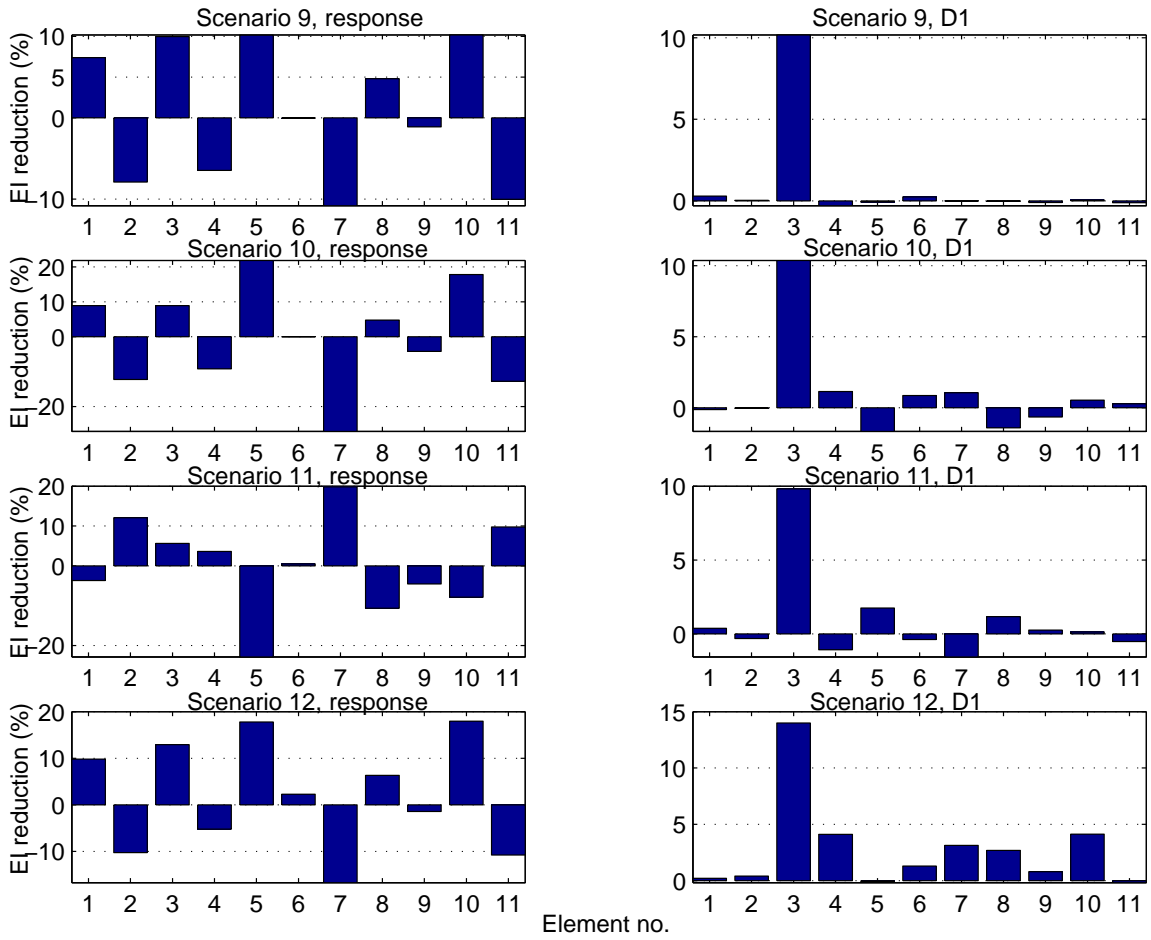 Scenario 9, response
EI reduction (%)
10
5
0
−10
1 2 3 4 5 6 7 8 9 10 11
Scenario 9, D1
10
5
0
1 2 3 4 5 6 7 8 9 10 11
Scenario 10, response
EI reduction (%)
20
10
0
−20
1 2 3 4 5 6 7 8 9 10 11
Scenario 10, D1
10
5
0
1 2 3 4 5 6 7 8 9 10 11
Scenario 11, response
EI reduction (%)
20
10
0
−20
1 2 3 4 5 6 7 8 9 10 11
Scenario 11, D1
10
5
0
1 2 3 4 5 6 7 8 9 10 11
Scenario 12, response
EI reduction (%)
20
10
0
−10
1 2 3 4 5 6 7 8 9 10 11
Scenario 12, D1
15
10
5
0
1 2 3 4 5 6 7 8 9 10 11
Element no.